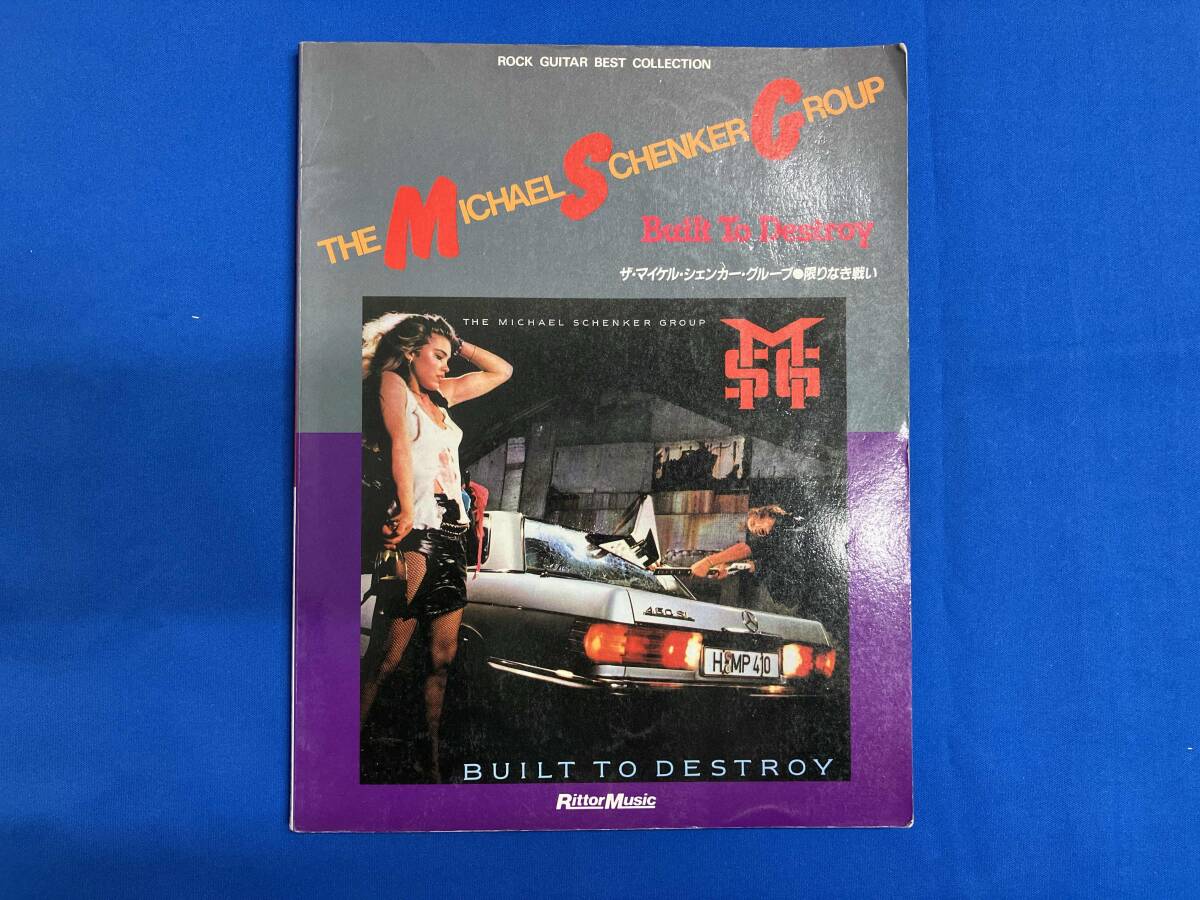 ROCK GUITAR BEST COLLECTION
THE MICHAEL SCHENKER GROUP
Built To Destroy
ザ・マイケル・シェンカー・グループ●限りなき戦い
THE MICHAEL SCHENKER GROUP
MSG
450 SL
H MP 410
BUILT TO DESTROY
RittorMusic